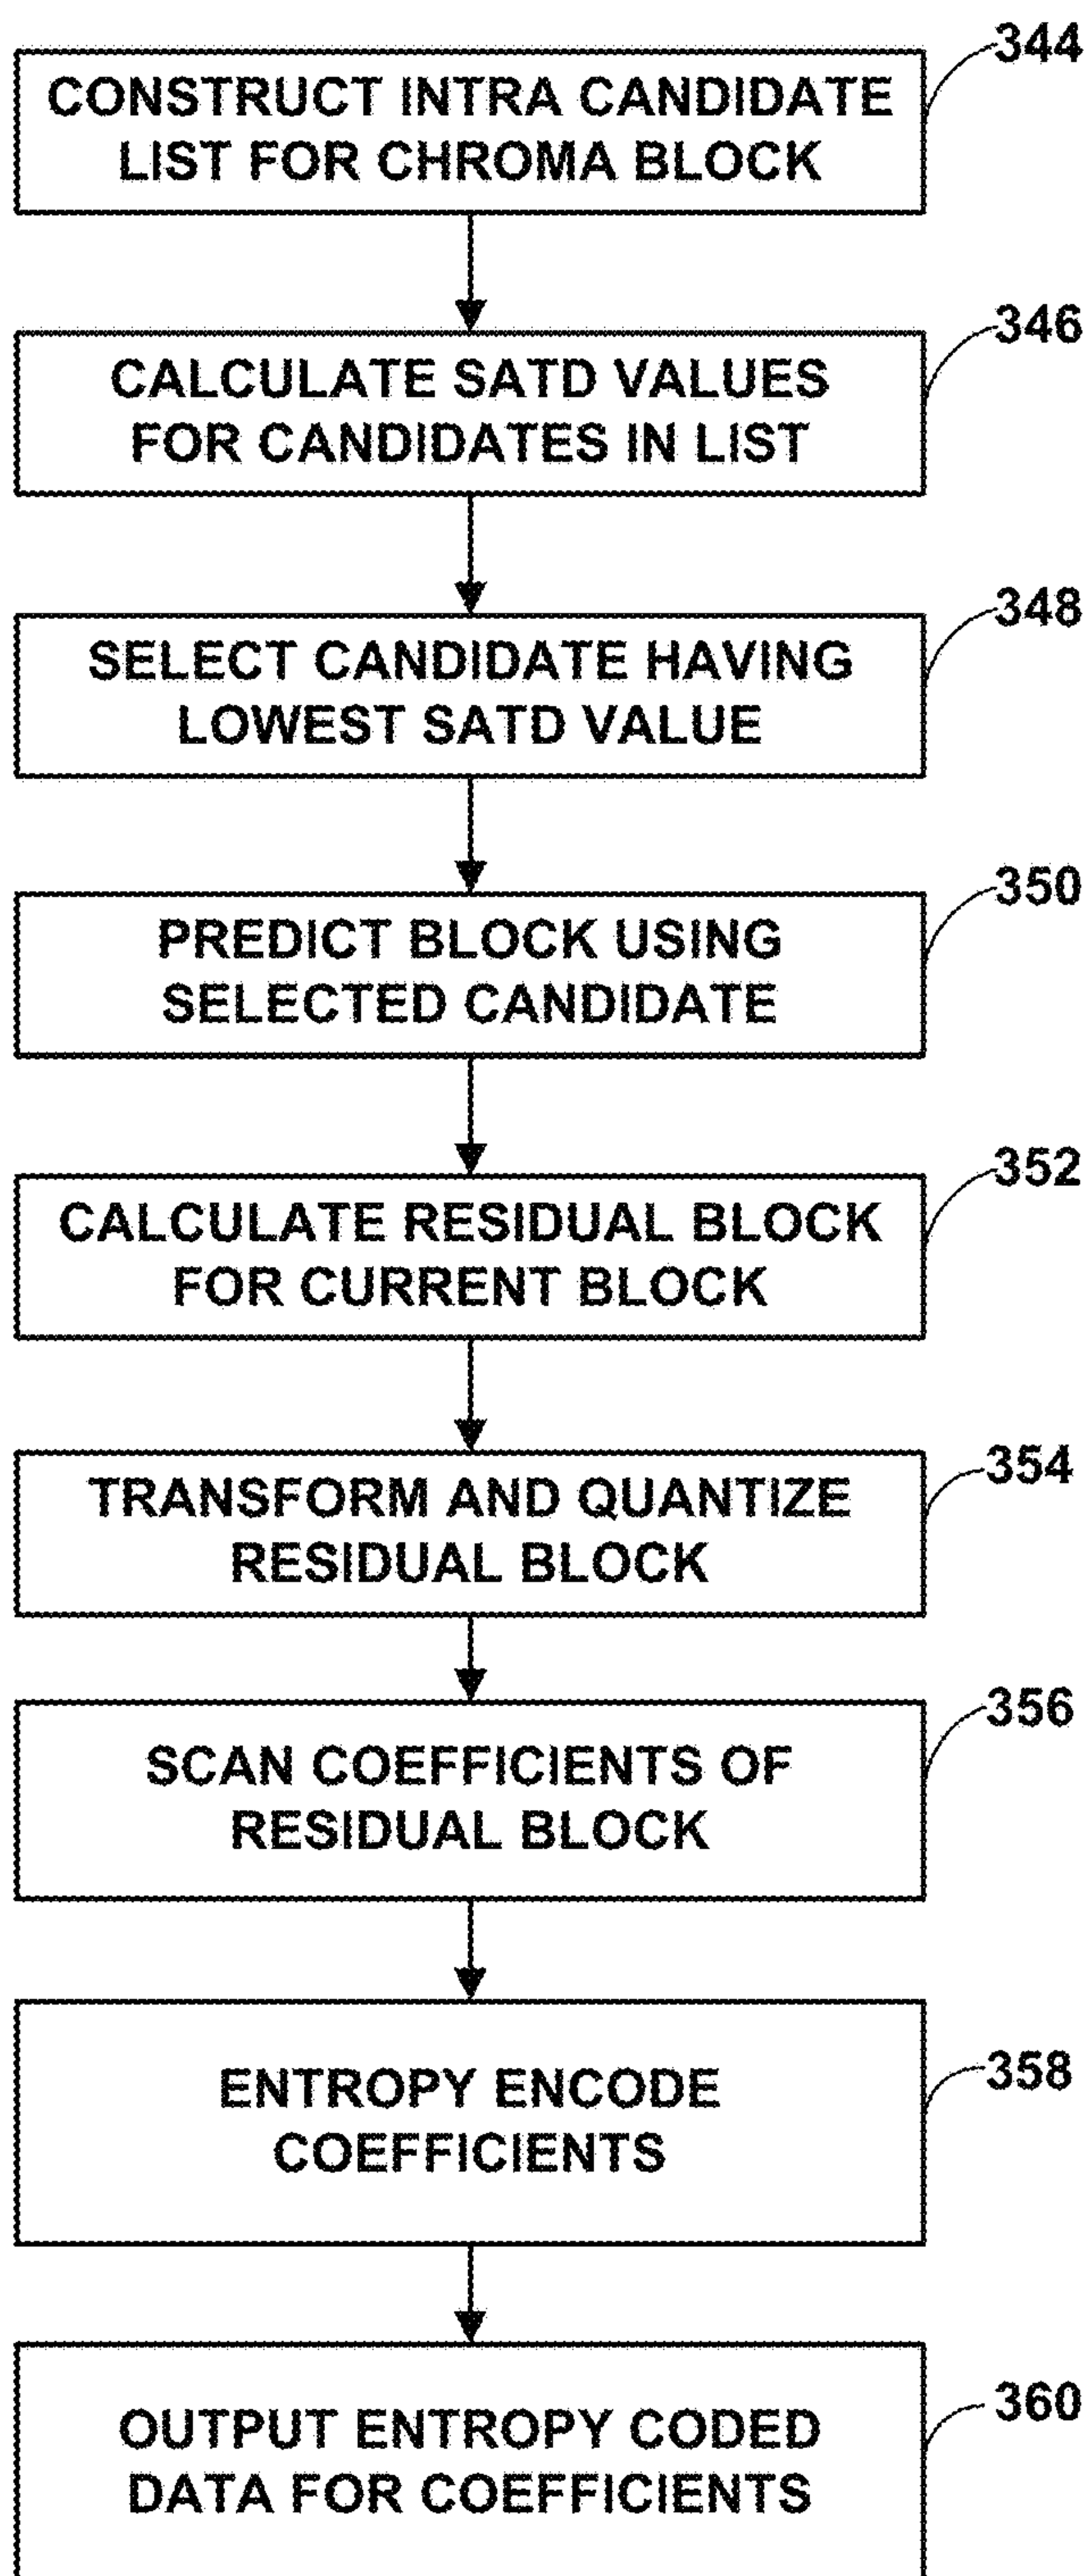 344
CONSTRUCT INTRA CANDIDATE
LIST FOR CHROMA BLOCK
346
CALCULATE SATD VALUES
FOR CANDIDATES IN LIST
348
SELECT CANDIDATE HAVING
LOWEST SATD VALUE
350
PREDICT BLOCK USING
SELECTED CANDIDATE
352
CALCULATE RESIDUAL BLOCK
FOR CURRENT BLOCK
354
TRANSFORM AND QUANTIZE
RESIDUAL BLOCK
356
SCAN COEFFICIENTS OF
RESIDUAL BLOCK
358
ENTROPY ENCODE
COEFFICIENTS
360
OUTPUT ENTROPY CODED
DATA FOR COEFFICIENTS